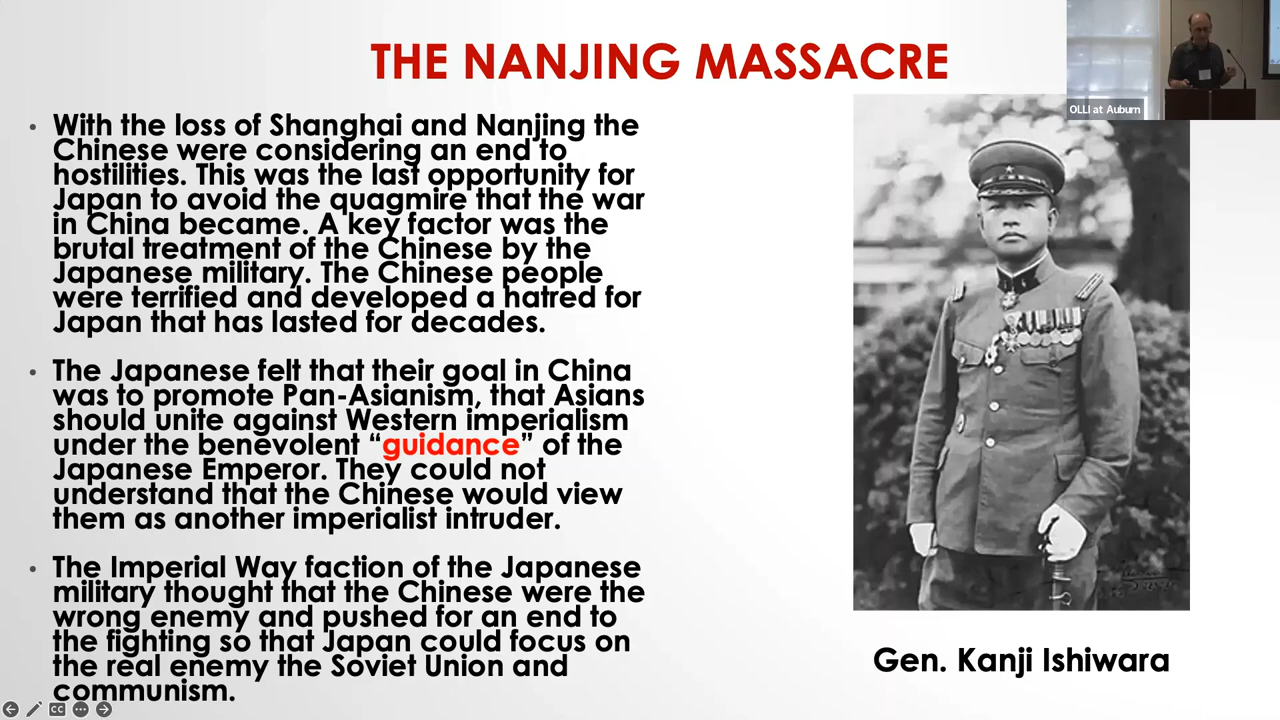 THE NANJING MASSACRE
OLLI at Auburn
• With the loss of Shanghai and Nanjing the
Chinese were considering an end to
hostilities. This was the last opportunity for
Japan to avoid the quagmire that the war
in China became. A key factor was the
brutal treatment of the Chinese by the
Japanese military. The Chinese people
were terrified and developed a hatred for
Japan that has lasted for decades.
• The Japanese felt that their goal in China
was to promote Pan-Asianism, that Asians
should unite against Western imperialism
under the benevolent “guidance” of the
Japanese Emperor. They could not
understand that the Chinese would view
them as another imperialist intruder.
• The Imperial Way faction of the Japanese
military thought that the Chinese were the
wrong enemy and pushed for an end to
the fighting so that Japan could focus on
the real enemy the Soviet Union and
communism.
Gen. Kanji Ishiwara
CC